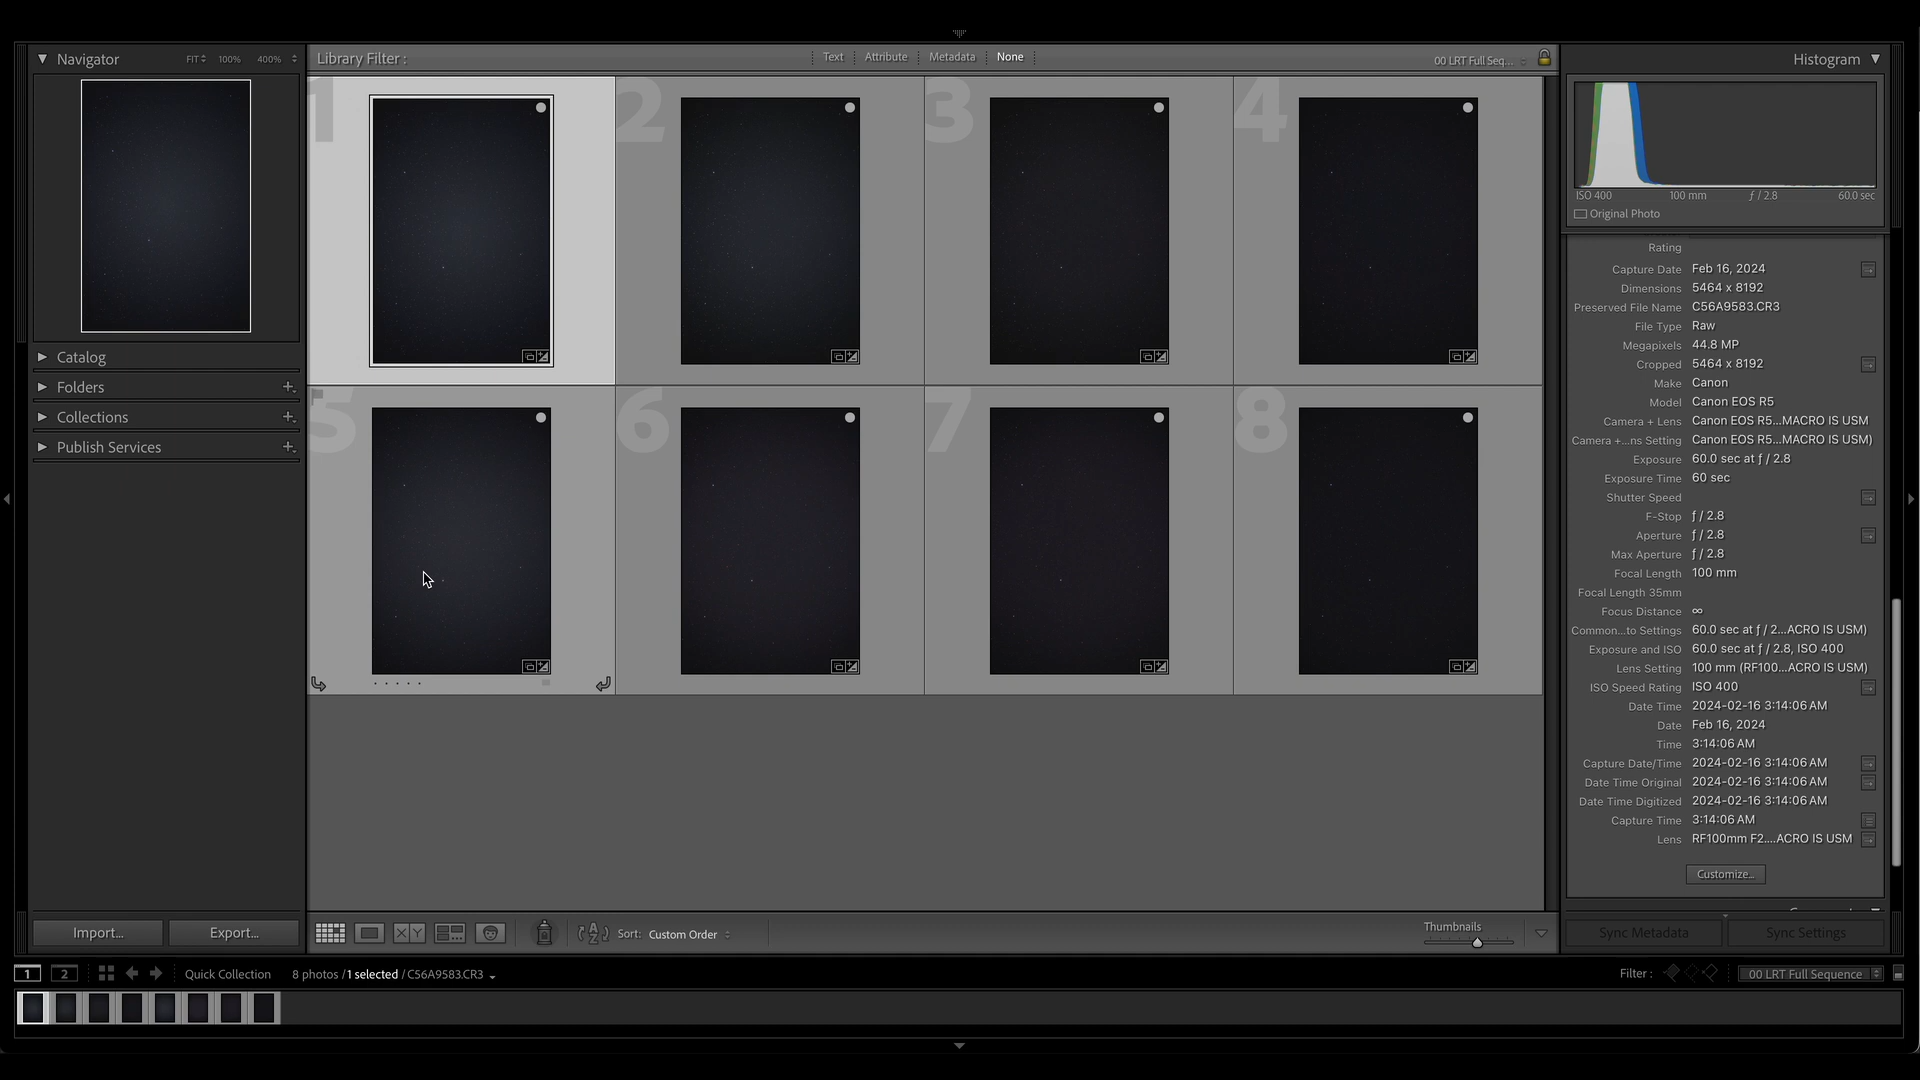 Navigator
FIT
100%
400%
Library Filter :
Text
Attribute
Metadata
None
00 LRT Full Seq...
Histogram
1
2
3
4
5
6
7
8
ISO 400
100 mm
ƒ / 2.8
60.0 sec
Original Photo
Catalog
Folders
Collections
Publish Services
Rating
Capture Date Feb 16, 2024
Dimensions 5464 x 8192
Preserved File Name C56A9583.CR3
File Type Raw
Megapixels 44.8 MP
Cropped 5464 x 8192
Make Canon
Model Canon EOS R5
Camera + Lens Canon EOS R5...MACRO IS USM
Camera +...ns Setting Canon EOS R5...MACRO IS USM)
Exposure 60.0 sec at ƒ / 2.8
Exposure Time 60 sec
Shutter Speed
F-Stop ƒ / 2.8
Aperture ƒ / 2.8
Max Aperture ƒ / 2.8
Focal Length 100 mm
Focal Length 35mm
Focus Distance ∞
Common...to Settings 60.0 sec at ƒ / 2...ACRO IS USM)
Exposure and ISO 60.0 sec at ƒ / 2.8, ISO 400
Lens Setting 100 mm (RF100...ACRO IS USM)
ISO Speed Rating ISO 400
Date Time 2024-02-16 3:14:06 AM
Date Feb 16, 2024
Time 3:14:06 AM
Capture Date/Time 2024-02-16 3:14:06 AM
Date Time Original 2024-02-16 3:14:06 AM
Date Time Digitized 2024-02-16 3:14:06 AM
Capture Time 3:14:06 AM
Lens RF100mm F2....ACRO IS USM
Customize...
Import...
Export...
X Y
Sort: Custom Order
Thumbnails
Sync Metadata
Sync Settings
1
2
Quick Collection
8 photos / 1 selected / C56A9583.CR3
Filter :
00 LRT Full Sequence